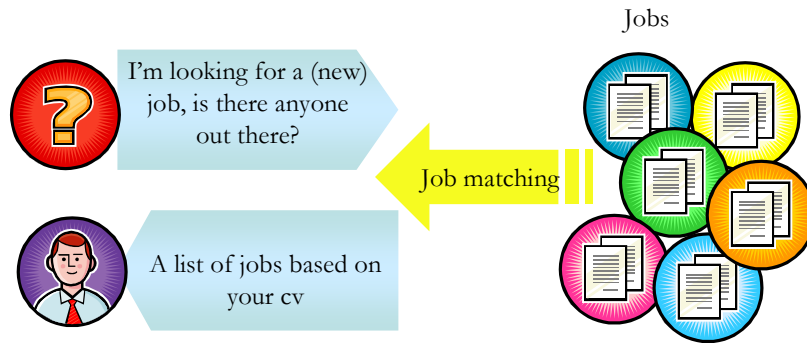 Jobs
I'm looking for a (new)
job, is there anyone
out there?
?
Job matching
A list of jobs based on
your cv